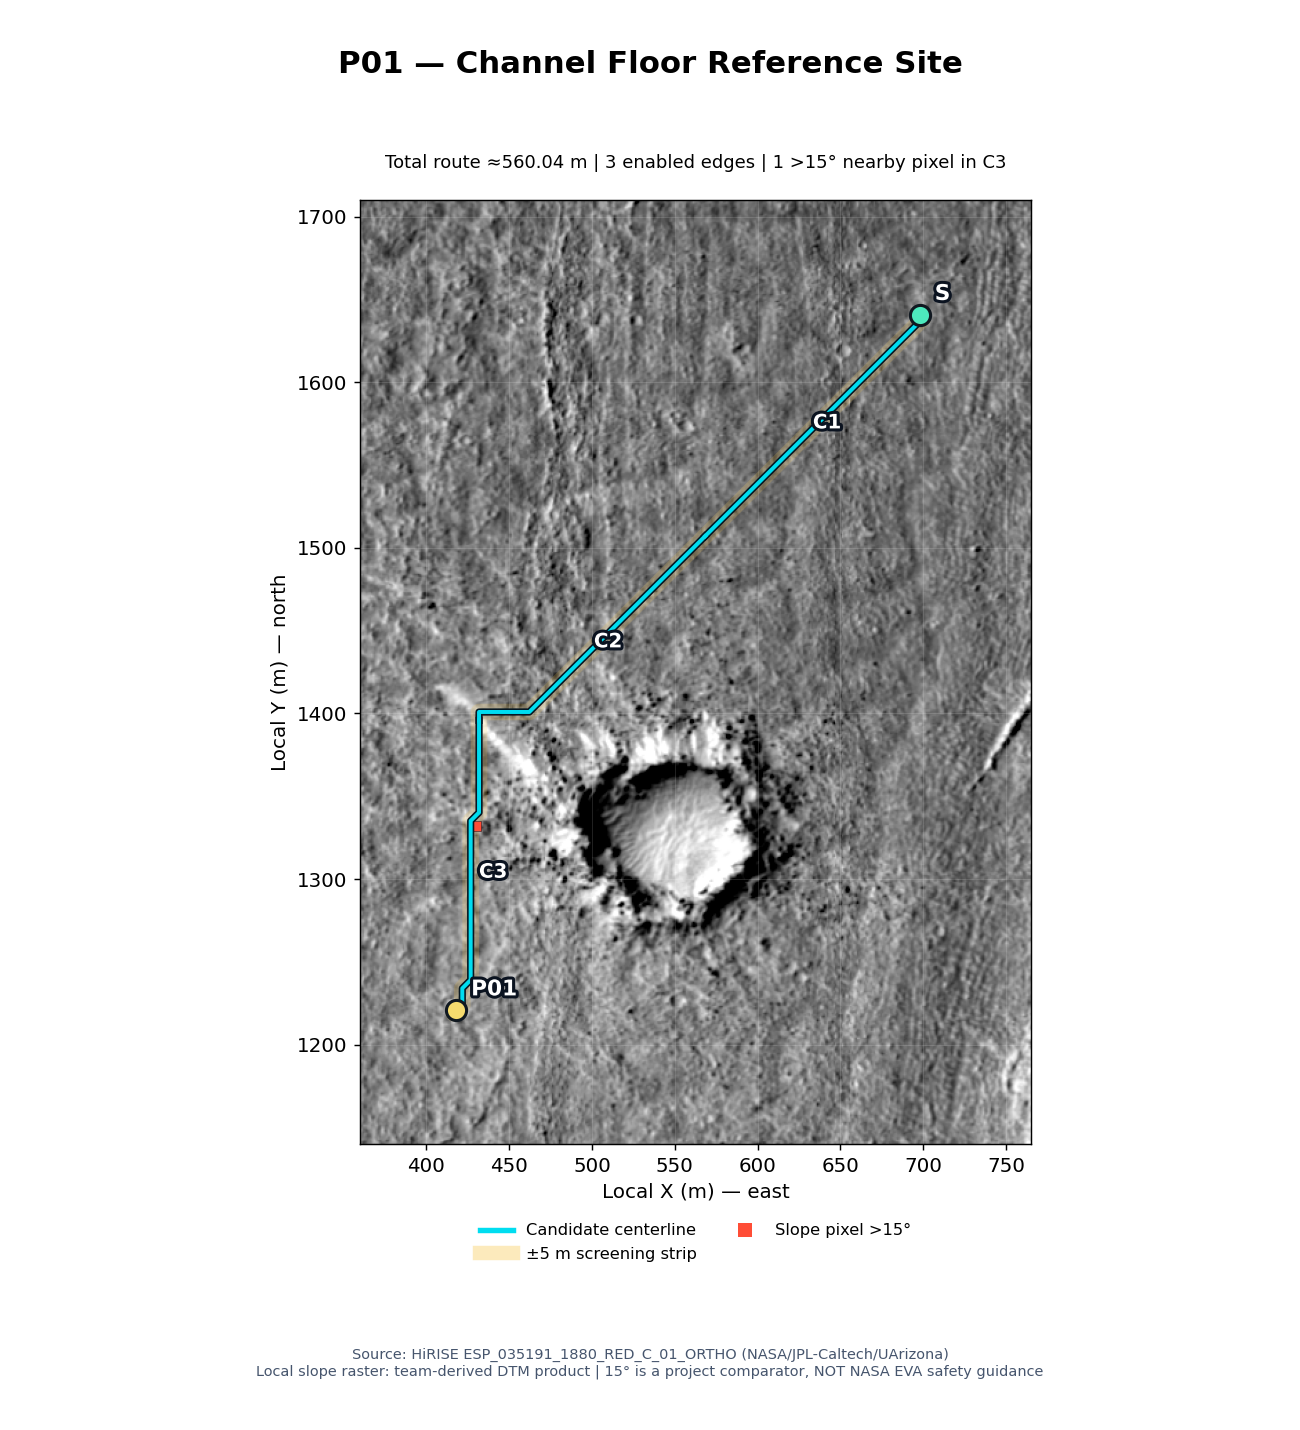 P01 — Channel Floor Reference Site
Total route ≈560.04 m | 3 enabled edges | 1 >15° nearby pixel in C3
1700
1600
1500
1400
1300
1200
Local Y (m) — north
S
C1
C2
C3
P01
400 450 500 550 600 650 700 750
Local X (m) — east
Candidate centerline
±5 m screening strip
Slope pixel >15°
Source: HiRISE ESP_035191_1880_RED_C_01_ORTHO (NASA/JPL-Caltech/UArizona)
Local slope raster: team-derived DTM product | 15° is a project comparator, NOT NASA EVA safety guidance